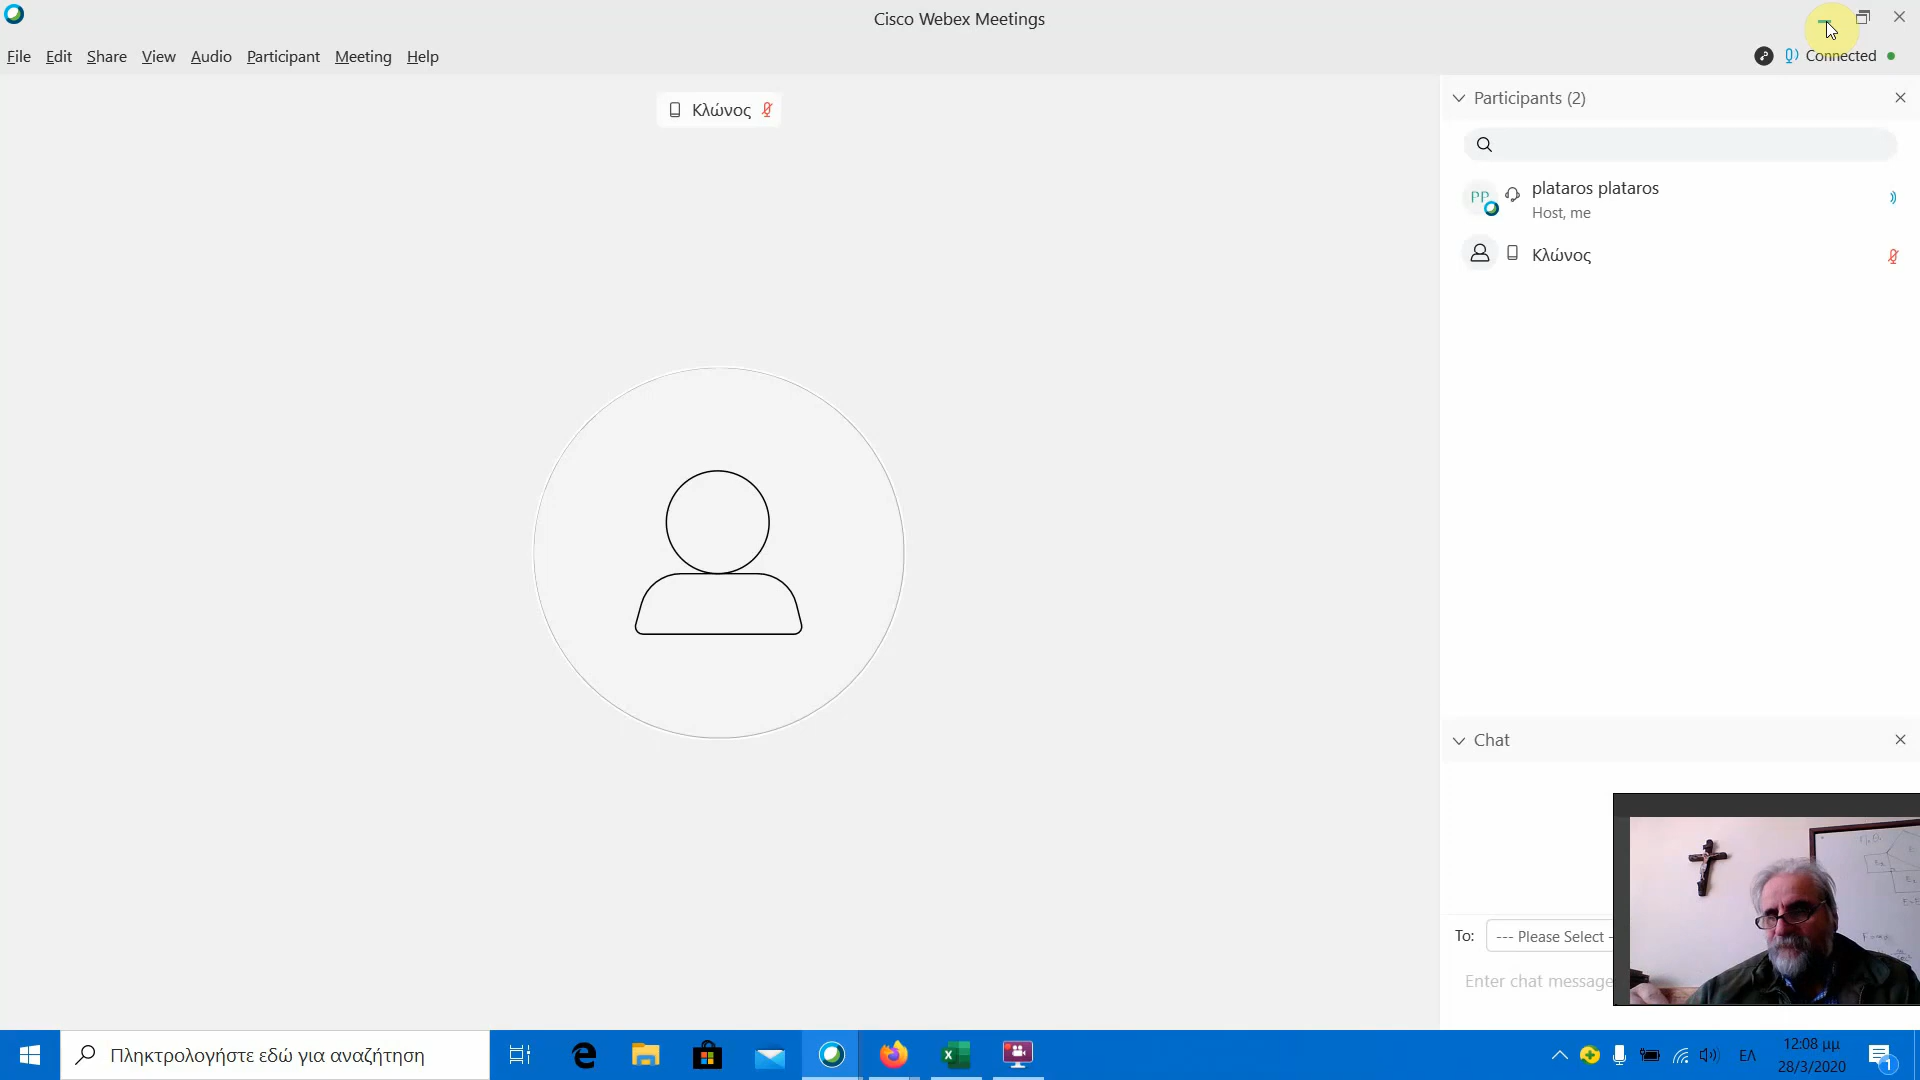 Cisco Webex Meetings
File Edit Share View Audio Participant Meeting Help
Connected
Κλώνος
Participants (2)
PP plataros plataros
Host, me
Κλώνος
Chat
To: --- Please Select -
Enter chat message
Πληκτρολογήστε εδώ για αναζήτηση
ΕΛ
12:08 μμ
28/3/2020
1